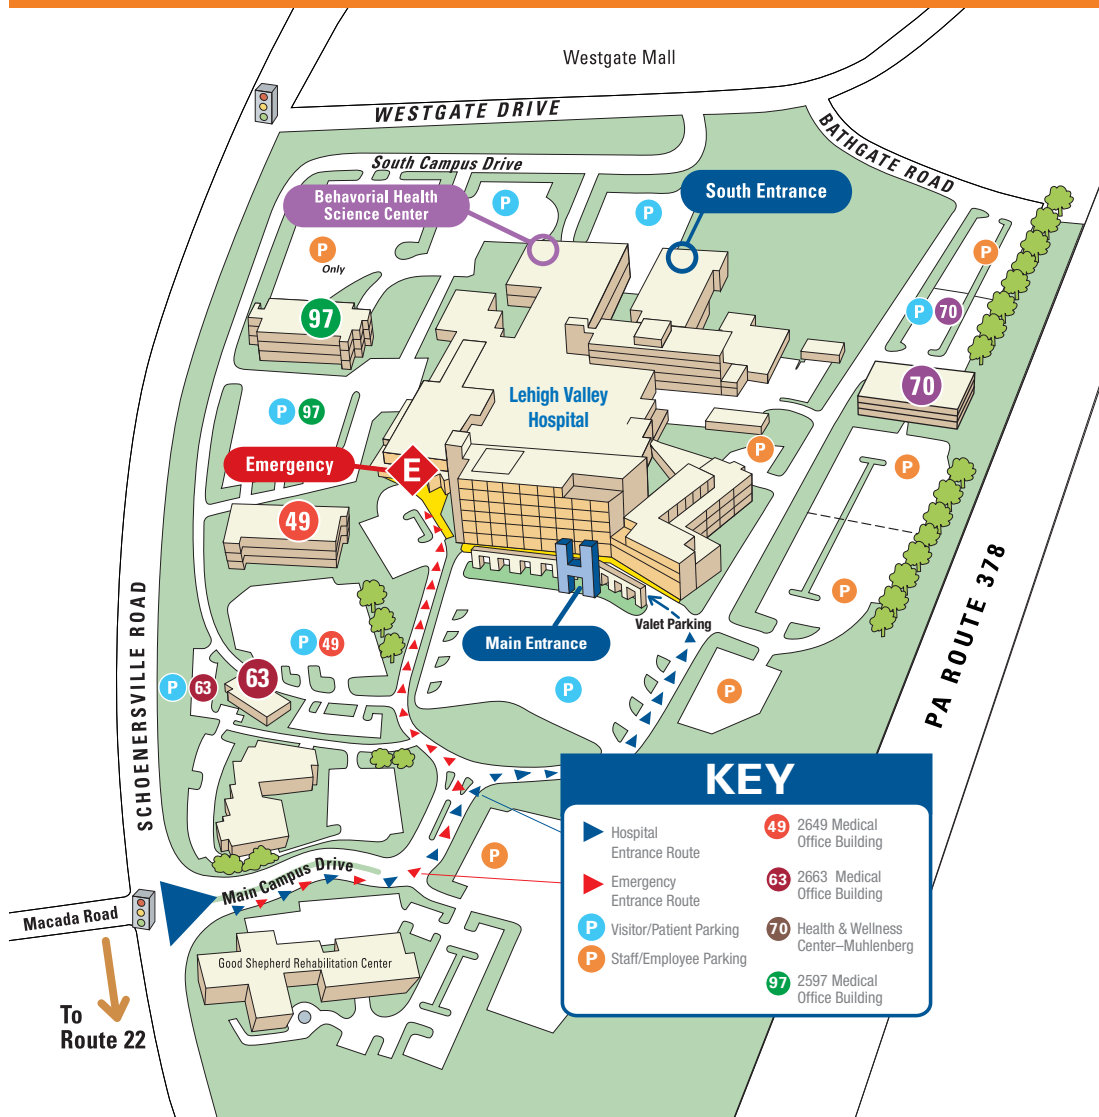 Westgate Mall
WESTGATE DRIVE
BATHGATE ROAD
South Campus Drive
Behavorial Health
Science Center
P
P
South Entrance
P
Only
P
P 70
97
70
Lehigh Valley
Hospital
P 97
P
P
Emergency
E
49
H
P
Valet Parking
Main Entrance
P 49
P 63
63
P
P
SCHOENERSVILLE ROAD
PA ROUTE 378
P
Main Campus Drive
Macada Road
Good Shepherd Rehabilitation Center
To
Route 22
KEY
Hospital
Entrance Route
Emergency
Entrance Route
P Visitor/Patient Parking
P Staff/Employee Parking
49 2649 Medical
Office Building
63 2663 Medical
Office Building
70 Health & Wellness
Center–Muhlenberg
97 2597 Medical
Office Building